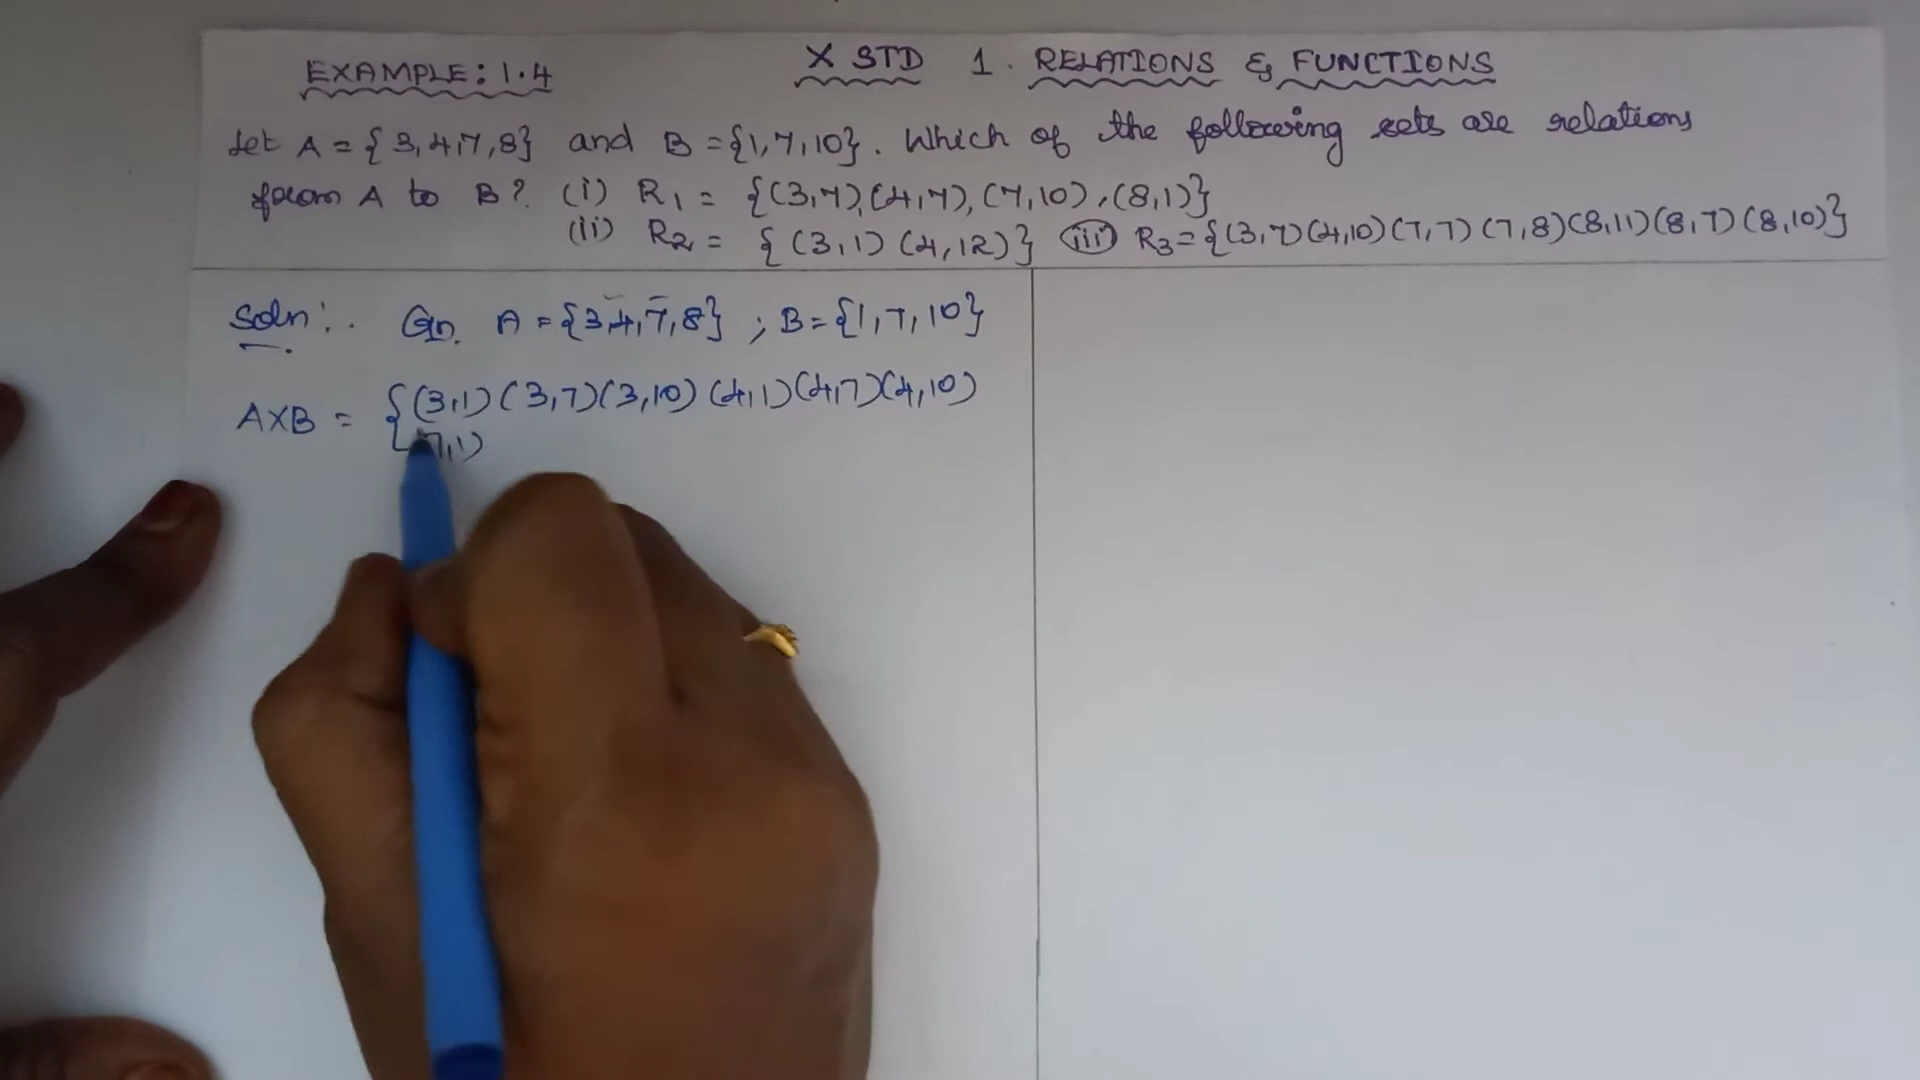 EXAMPLE: 1.4 X STD 1. RELATIONS & FUNCTIONS
Let A = {3,4,7,8} and B = {1,7,10}. Which of the following sets are relations
from A to B? (i) R₁ = {(3,7),(4,7),(7,10),(8,1)}
(ii) R₂ = {(3,1)(4,12)} (iii) R₃ = {(3,7)(4,10)(7,7)(7,8)(8,11)(8,7)(8,10)}
Soln:. Gn. A = {3,4,7,8} ; B = {1,7,10}
AXB = {(3,1)(3,7)(3,10)(4,1)(4,7)(4,10)
(7,1)